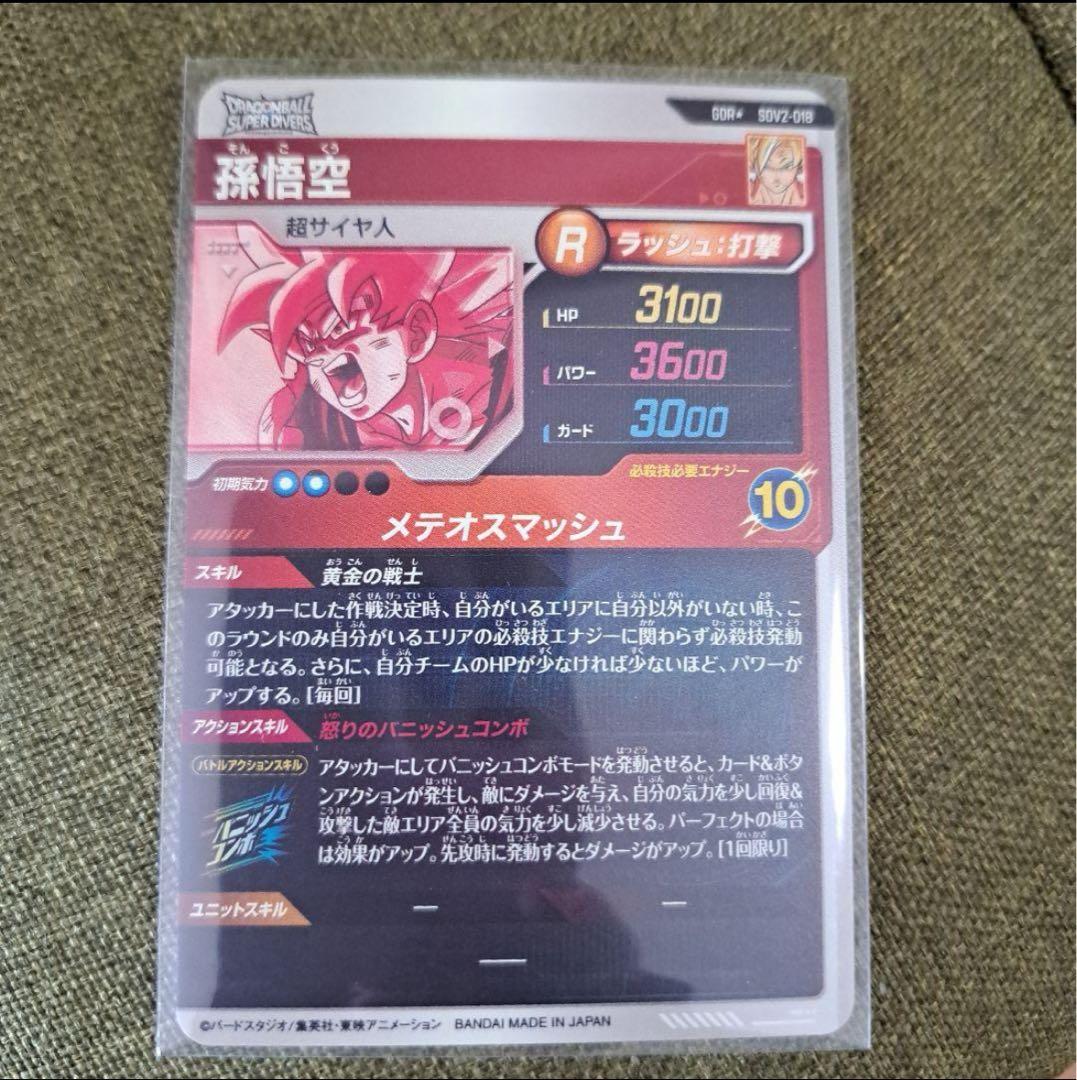 DRAGONBALL
SUPER DIVERS
GDR★ SDV2-018
そん ご くう
孫悟空
超サイヤ人
R ラッシュ:打撃
HP 3100
パワー 3600
ガード 3000
初期気力
必殺技必要エナジー
10
メテオスマッシュ
スキル
おうごん せんし
黄金の戦士
アタッカーにした作戦決定時、自分がいるエリアに自分以外がいない時、こ
のラウンドのみ自分がいるエリアの必殺技エナジーに関わらず必殺技発動
可能となる。さらに、自分チームのHPが少なければ少ないほど、パワーが
アップする。[毎回]
アクションスキル
いか
怒りのバニッシュコンボ
バトルアクションスキル
バニッシュ
コンボ
アタッカーにしてバニッシュコンボモードを発動させると、カード&ボタ
ンアクションが発生し、敵にダメージを与え、自分の気力を少し回復&
攻撃した敵エリア全員の気力を少し減少させる。パーフェクトの場合
は効果がアップ。先攻時に発動するとダメージがアップ。[1回限り]
ユニットスキル
— —
—
©バードスタジオ/集英社・東映アニメーション BANDAI MADE IN JAPAN